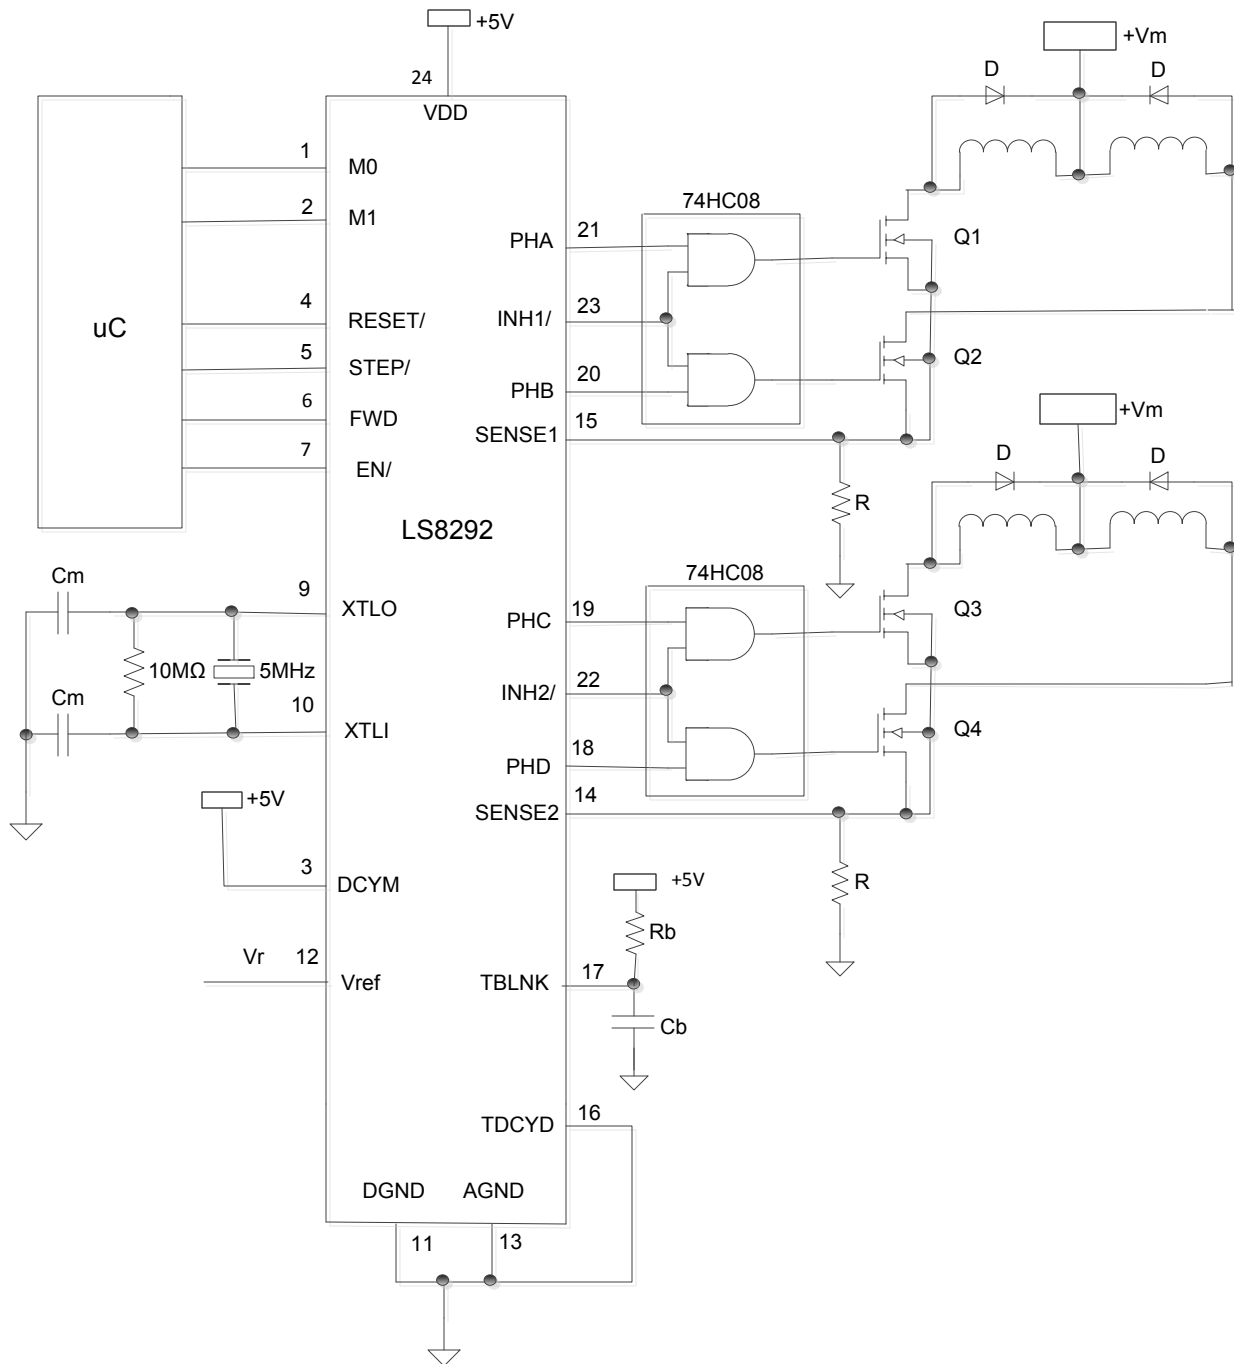 +5V
+Vm
24
VDD
D
D
1
M0
2
M1
74HC08
21
PHA
Q1
4
RESET/
23
INH1/
uC
5
STEP/
20
PHB
Q2
6
FWD
15
SENSE1
+Vm
7
EN/
D
D
R
LS8292
74HC08
Cm
9
XTLO
19
PHC
Q3
10MΩ
5MHz
Cm
10
XTLI
22
INH2/
18
PHD
Q4
+5V
14
SENSE2
3
DCYM
+5V
R
Rb
Vr
12
Vref
17
TBLNK
Cb
16
TDCYD
DGND
AGND
11
13